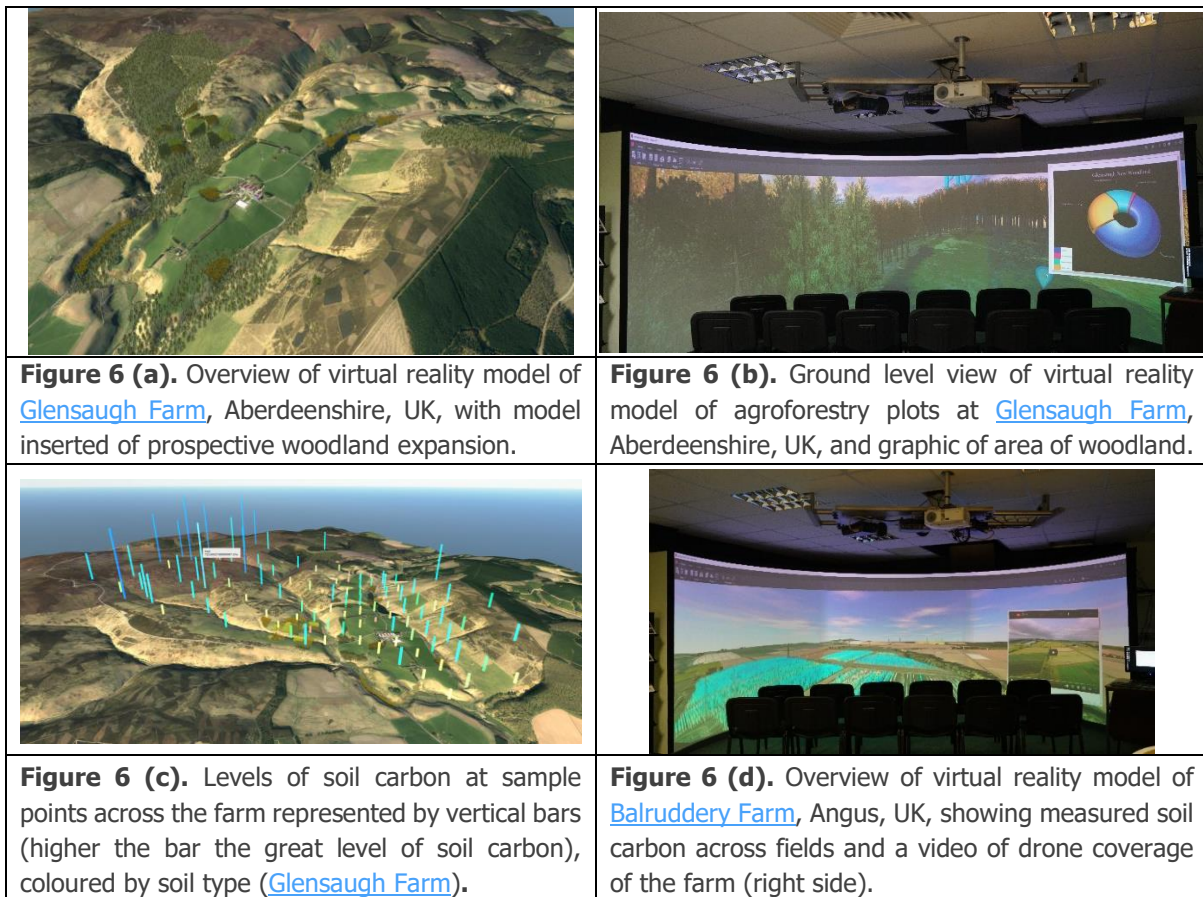 Glensaugh New Woodland
Figure 6 (a). Overview of virtual reality model of
Glensaugh Farm, Aberdeenshire, UK, with model
inserted of prospective woodland expansion.
Figure 6 (b). Ground level view of virtual reality
model of agroforestry plots at Glensaugh Farm,
Aberdeenshire, UK, and graphic of area of woodland.
Figure 6 (c). Levels of soil carbon at sample
points across the farm represented by vertical bars
(higher the bar the great level of soil carbon),
coloured by soil type (Glensaugh Farm).
Figure 6 (d). Overview of virtual reality model of
Balruddery Farm, Angus, UK, showing measured soil
carbon across fields and a video of drone coverage
of the farm (right side).